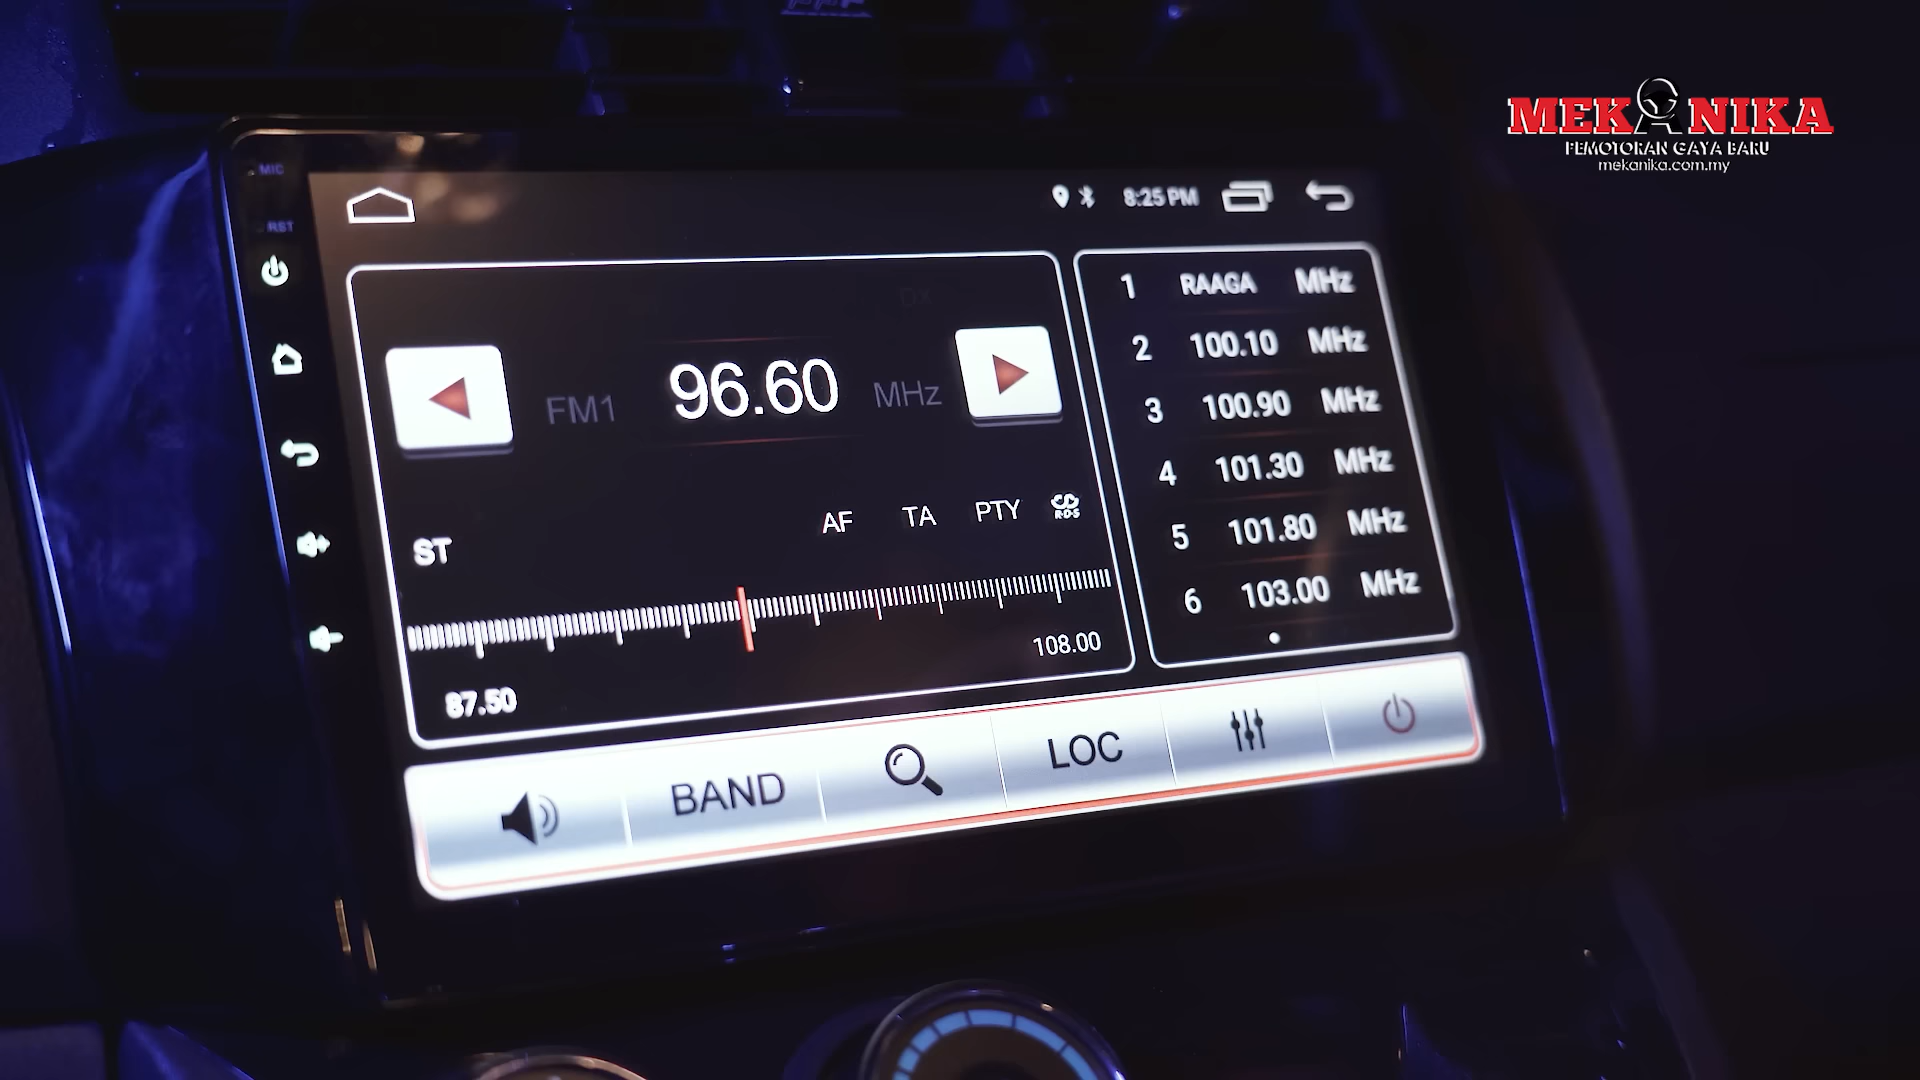 MEKANIKA
PEMOTORAN GAYA BARU
mekanika.com.my
MIC
RST
8:25 PM
FM1 96.60 MHz
AF TA PTY RDS
ST
87.50
108.00
1 RAAGA MHz
2 100.10 MHz
3 100.90 MHz
4 101.30 MHz
5 101.80 MHz
6 103.00 MHz
BAND
LOC